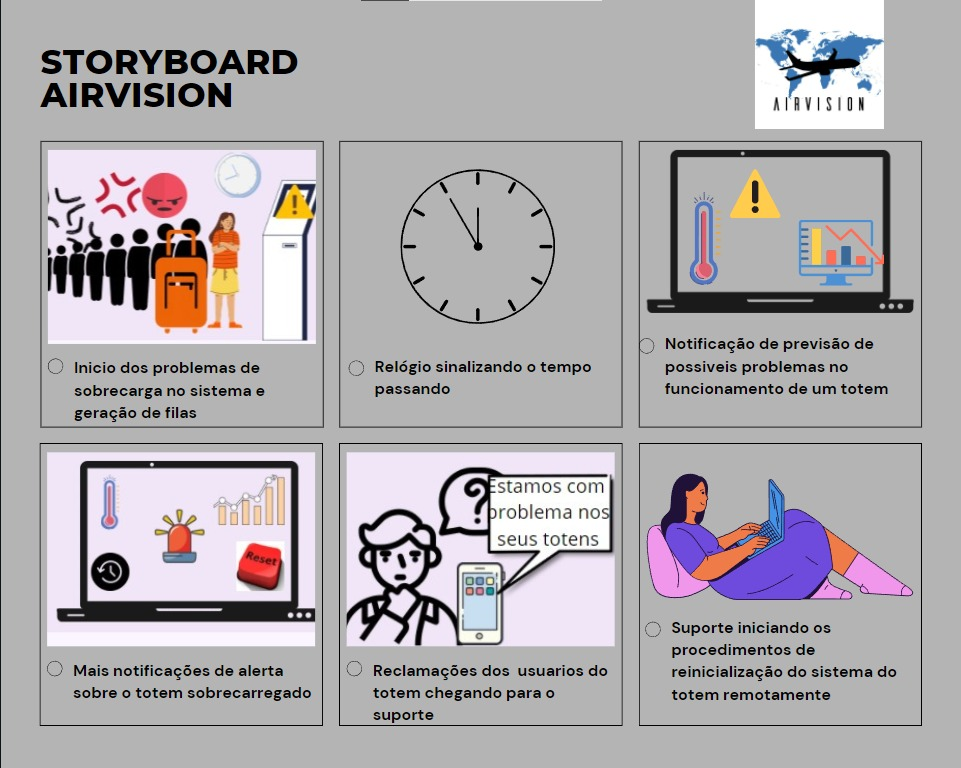 STORYBOARD
AIRVISION
AIRVISION
Inicio dos problemas de
sobrecarga no sistema e
geração de filas
Relógio sinalizando o tempo
passando
Notificação de previsão de
possiveis problemas no
funcionamento de um totem
Reset
Mais notificações de alerta
sobre o totem sobrecarregado
Estamos com
problema nos
seus totens
Reclamações dos usuarios do
totem chegando para o
suporte
Suporte iniciando os
procedimentos de
reinicialização do sistema do
totem remotamente